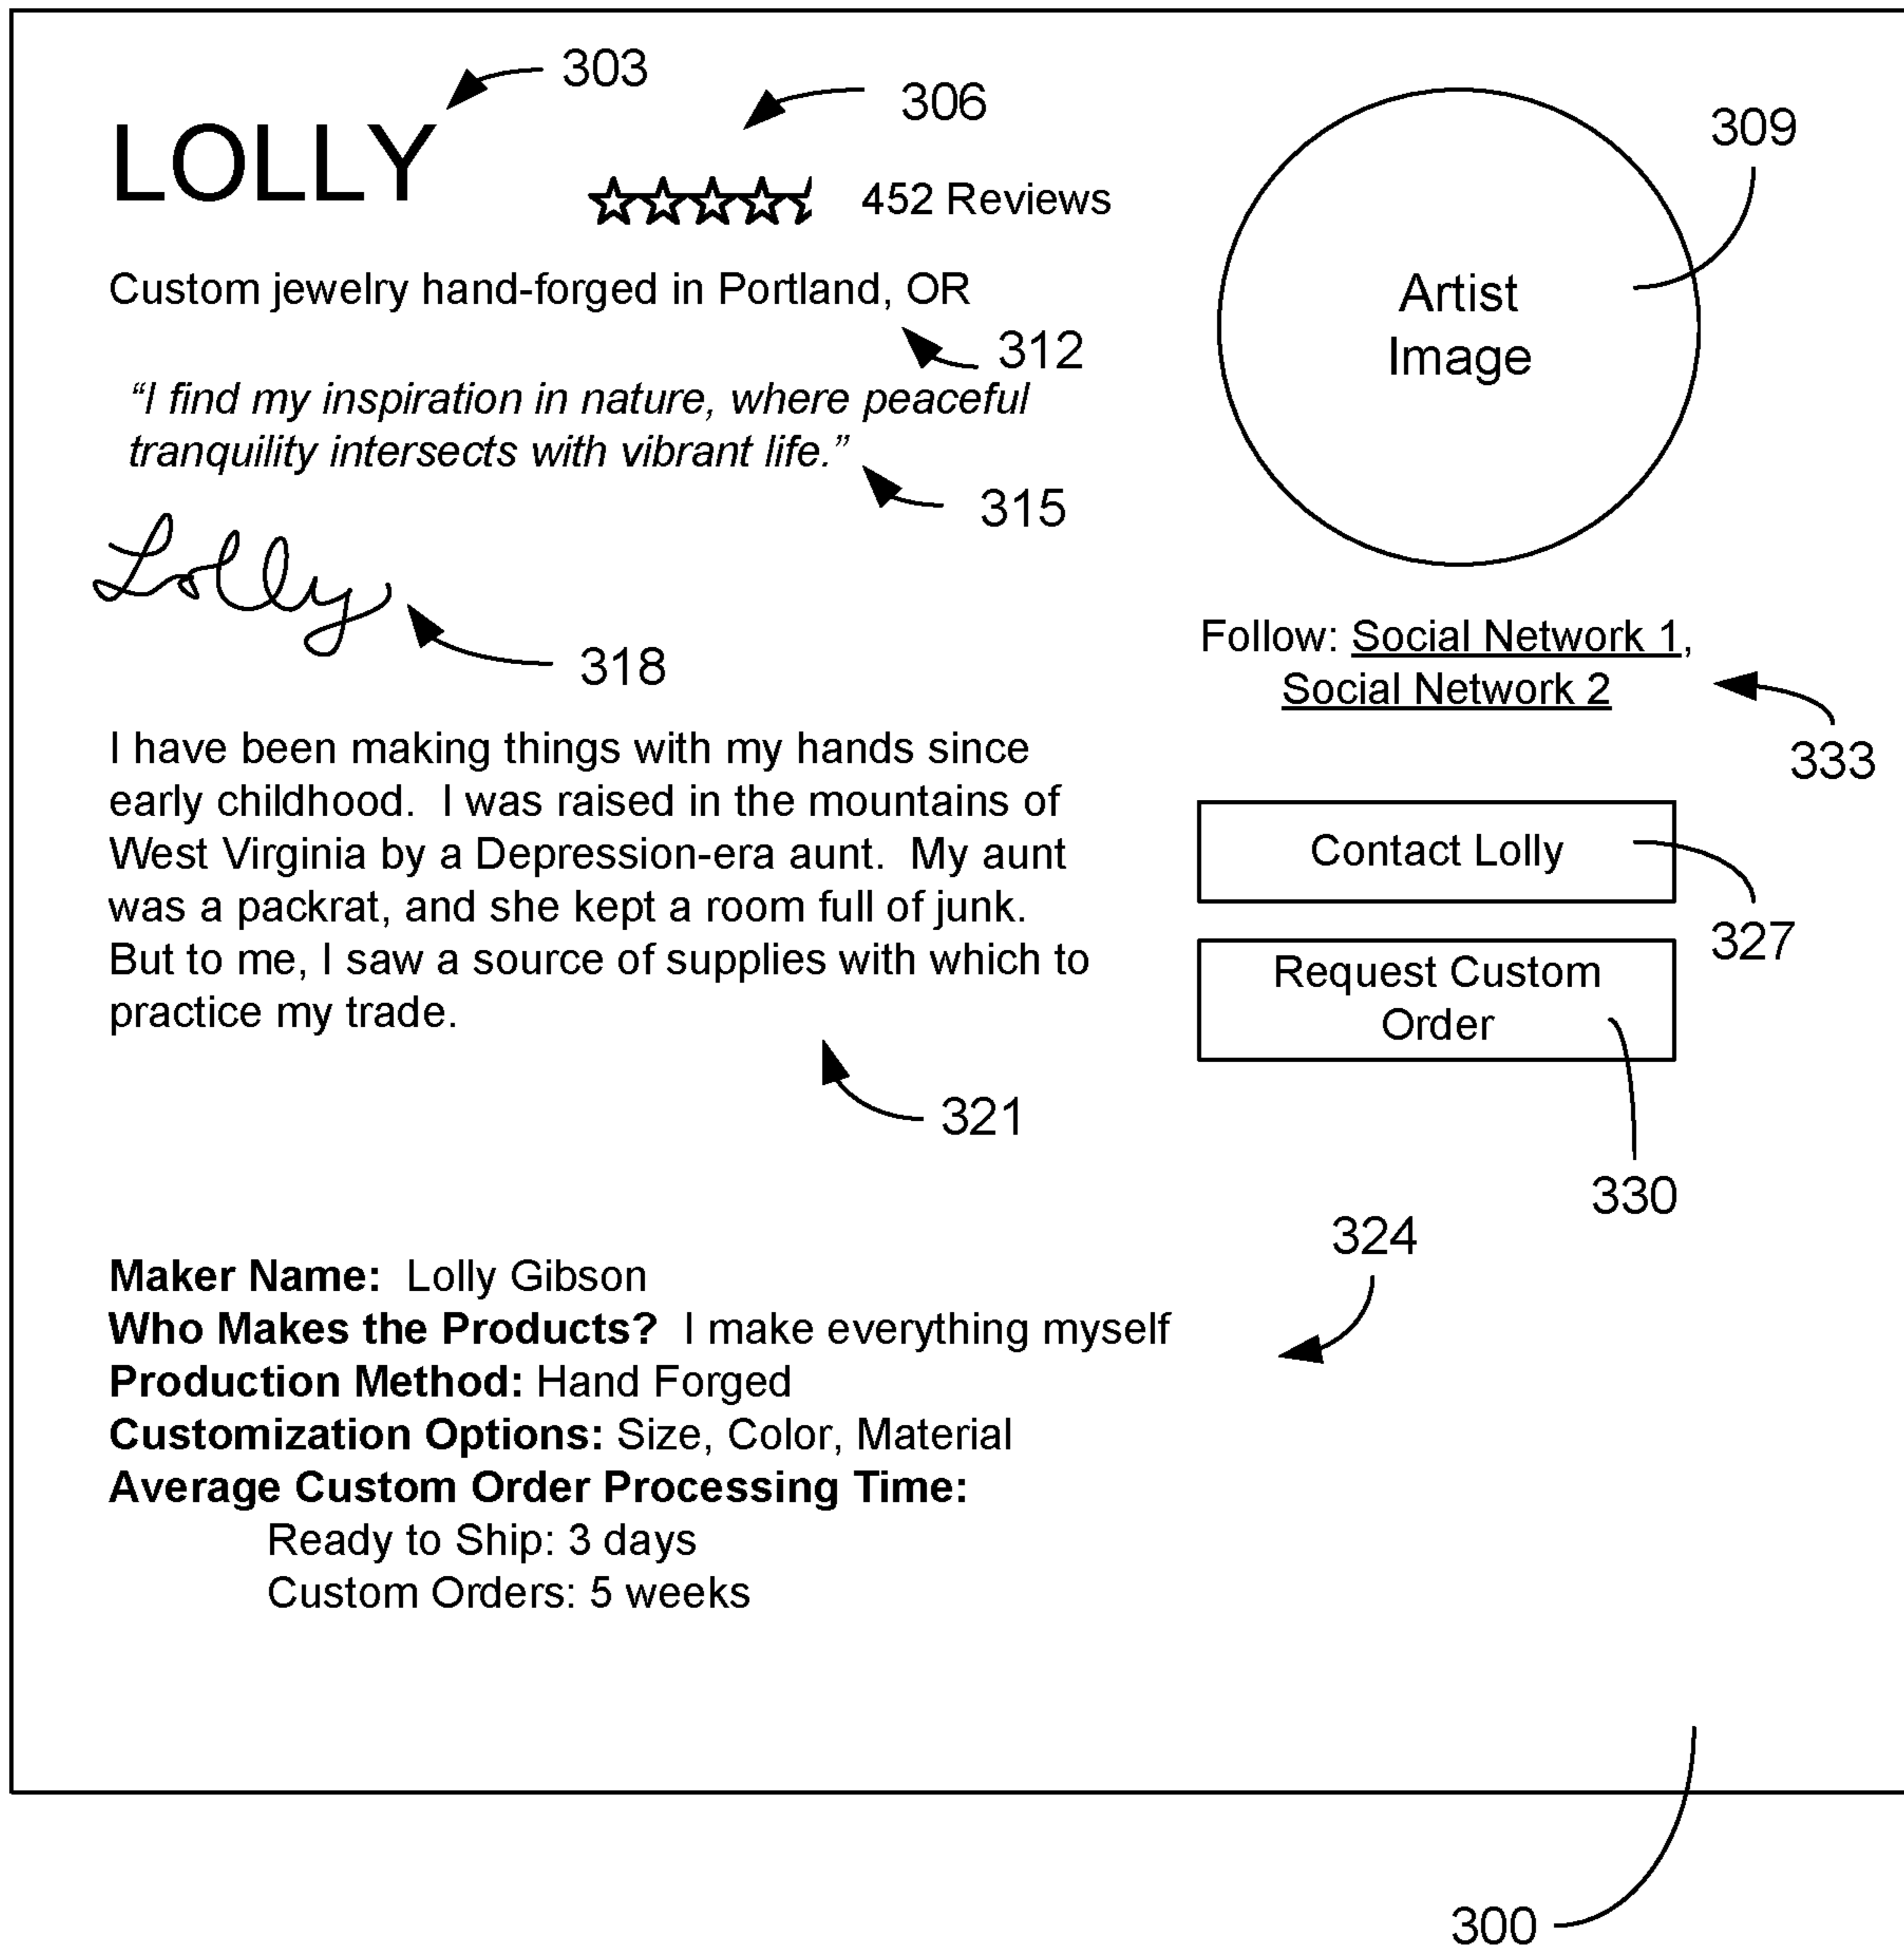 303
306
LOLLY
452 Reviews
309
Custom jewelry hand-forged in Portland, OR
312
Artist
Image
“I find my inspiration in nature, where peaceful
tranquility intersects with vibrant life.”
315
Lolly
318
Follow: Social Network 1,
Social Network 2
333
I have been making things with my hands since
early childhood.  I was raised in the mountains of
West Virginia by a Depression-era aunt.  My aunt
was a packrat, and she kept a room full of junk.
But to me, I saw a source of supplies with which to
practice my trade.
321
Contact Lolly
327
Request Custom
Order
330
324
Maker Name:  Lolly Gibson
Who Makes the Products?  I make everything myself
Production Method: Hand Forged
Customization Options: Size, Color, Material
Average Custom Order Processing Time:
Ready to Ship: 3 days
Custom Orders: 5 weeks
300